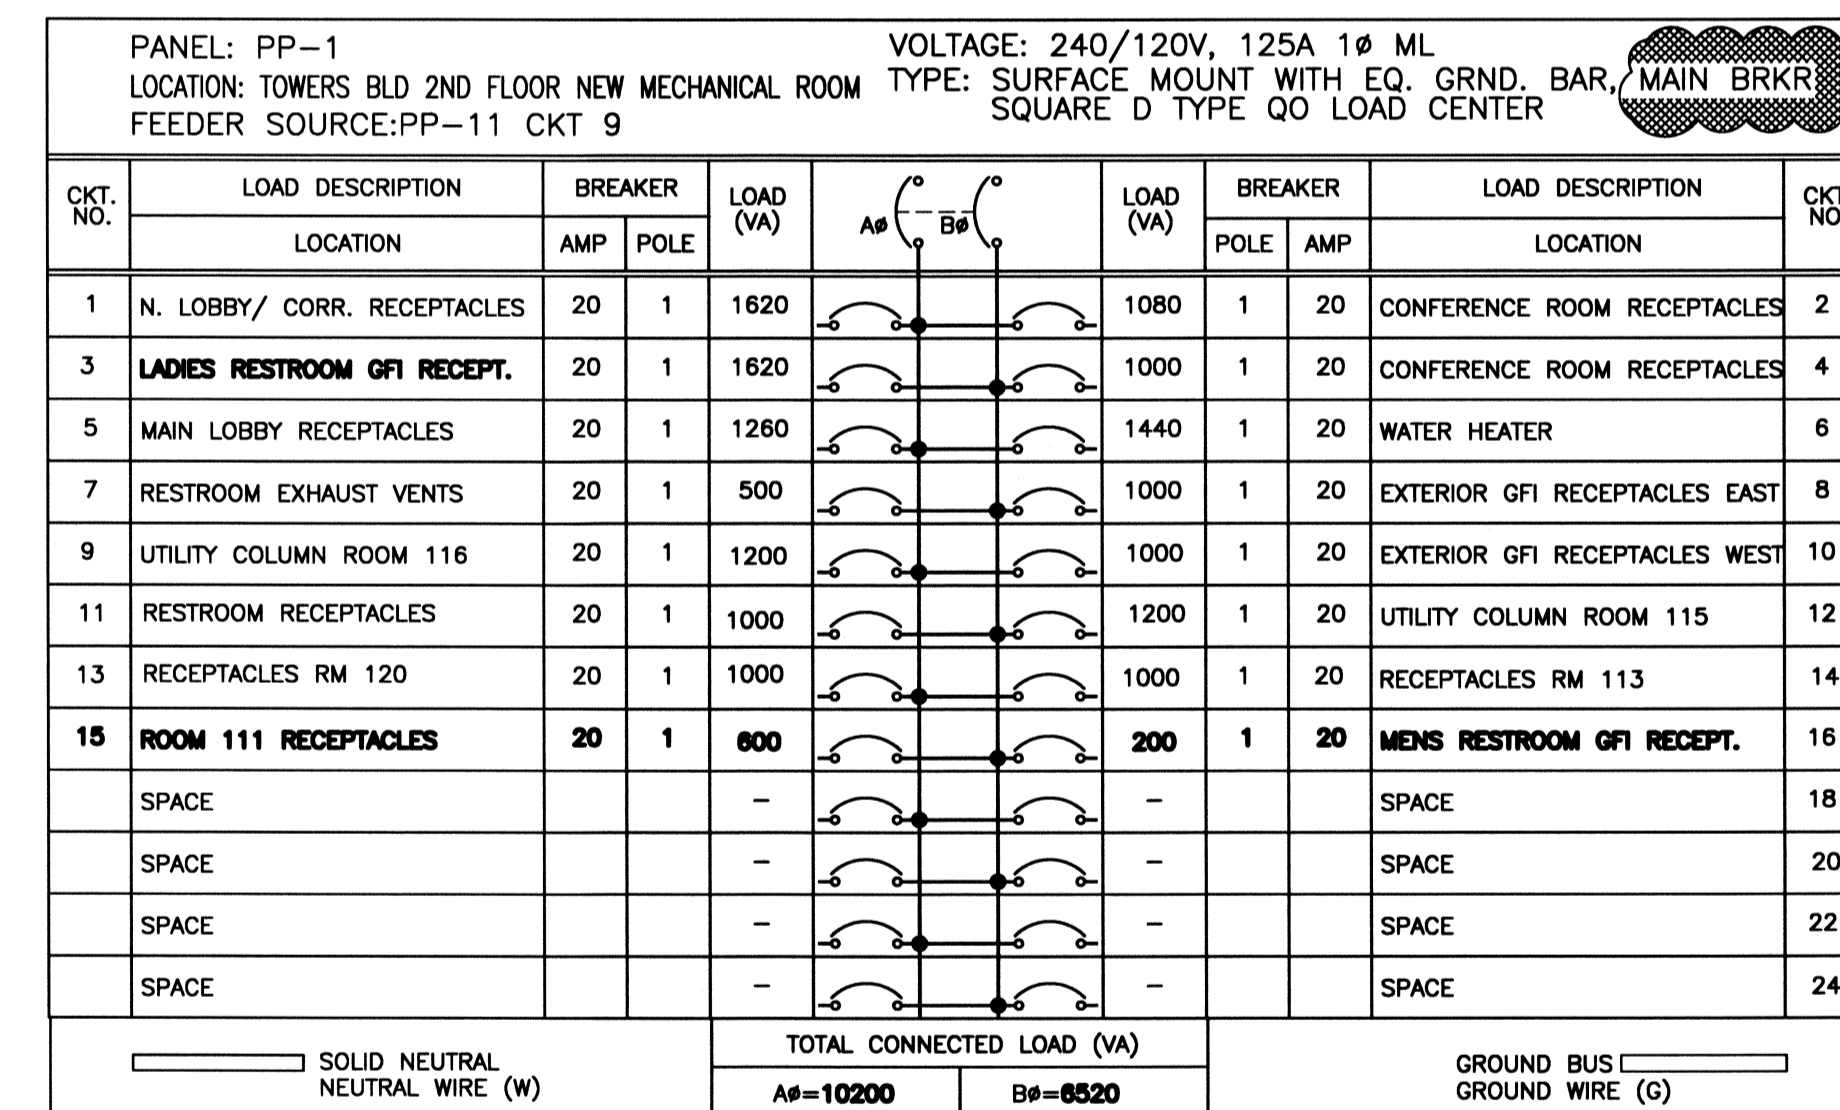 PANEL: PP-1
LOCATION: TOWERS BLD 2ND FLOOR NEW MECHANICAL ROOM
FEEDER SOURCE:PP-11 CKT 9
VOLTAGE: 240/120V, 125A 1ø ML
TYPE: SURFACE MOUNT WITH EQ. GRND. BAR, MAIN BRKR
SQUARE D TYPE QO LOAD CENTER
CKT. NO. LOAD DESCRIPTION LOCATION BREAKER AMP POLE LOAD (VA) Aø Bø LOAD (VA) BREAKER POLE AMP LOAD DESCRIPTION LOCATION CKT NO
1 N. LOBBY/ CORR. RECEPTACLES 20 1 1620 1080 1 20 CONFERENCE ROOM RECEPTACLES 2
3 LADIES RESTROOM GFI RECEPT. 20 1 1620 1000 1 20 CONFERENCE ROOM RECEPTACLES 4
5 MAIN LOBBY RECEPTACLES 20 1 1260 1440 1 20 WATER HEATER 6
7 RESTROOM EXHAUST VENTS 20 1 500 1000 1 20 EXTERIOR GFI RECEPTACLES EAST 8
9 UTILITY COLUMN ROOM 116 20 1 1200 1000 1 20 EXTERIOR GFI RECEPTACLES WEST 10
11 RESTROOM RECEPTACLES 20 1 1000 1200 1 20 UTILITY COLUMN ROOM 115 12
13 RECEPTACLES RM 120 20 1 1000 1000 1 20 RECEPTACLES RM 113 14
15 ROOM 111 RECEPTACLES 20 1 600 200 1 20 MENS RESTROOM GFI RECEPT. 16
SPACE - - SPACE 18
SPACE - - SPACE 20
SPACE - - SPACE 22
SPACE - - SPACE 24
SOLID NEUTRAL
NEUTRAL WIRE (W)
TOTAL CONNECTED LOAD (VA)
Aø=10200 Bø=6520
GROUND BUS
GROUND WIRE (G)